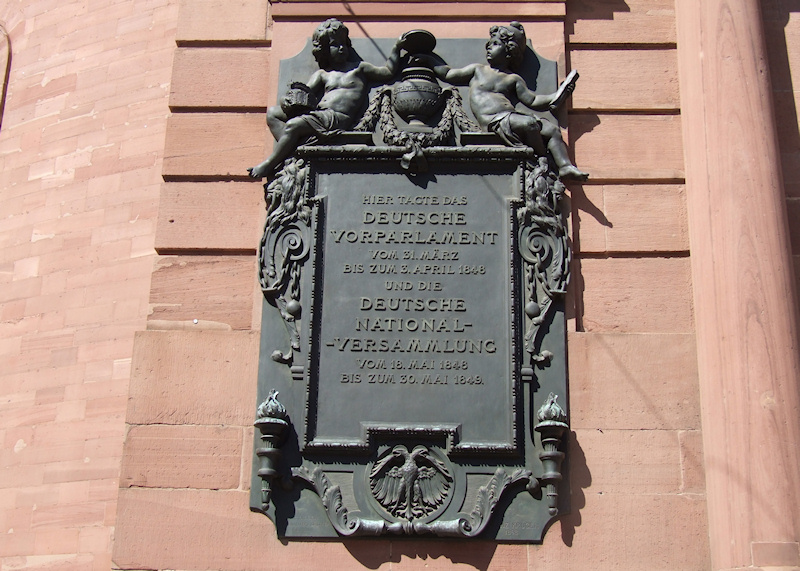 HIER TAGTE DAS
DEUTSCHE
VORPARLAMENT
VOM 31. MÄRZ
BIS ZUM 3. APRIL 1848
UND DIE
DEUTSCHE
NATIONAL-
-VERSAMMLUNG
VOM 18. MAI 1848
BIS ZUM 30. MAI 1849.